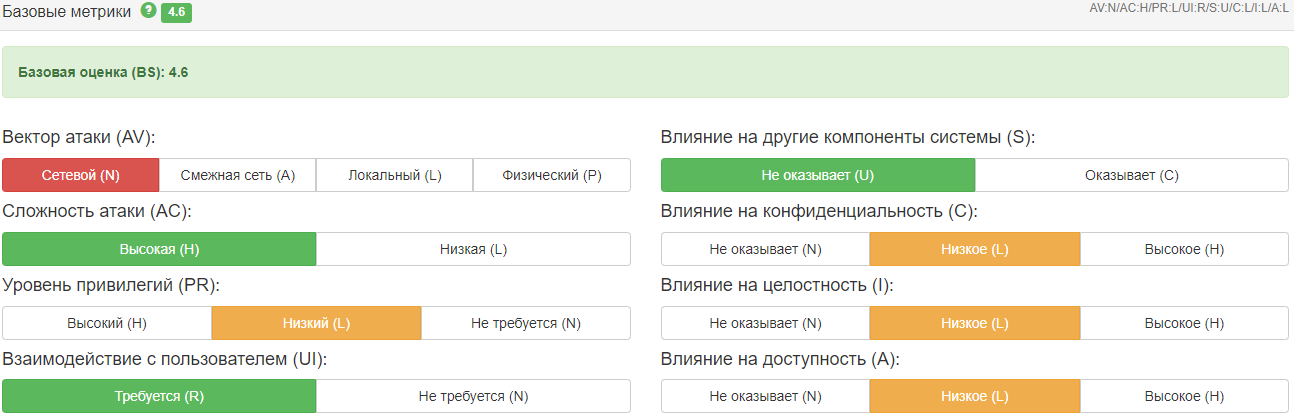 Базовые метрики ? 4.6
AV:N/AC:H/PR:L/UI:R/S:U/C:L/I:L/A:L
Базовая оценка (BS): 4.6
Вектор атаки (AV):
Сетевой (N) Смежная сеть (A) Локальный (L) Физический (P)
Сложность атаки (AC):
Высокая (H) Низкая (L)
Уровень привилегий (PR):
Высокий (H) Низкий (L) Не требуется (N)
Взаимодействие с пользователем (UI):
Требуется (R) Не требуется (N)
Влияние на другие компоненты системы (S):
Не оказывает (U) Оказывает (C)
Влияние на конфиденциальность (C):
Не оказывает (N) Низкое (L) Высокое (H)
Влияние на целостность (I):
Не оказывает (N) Низкое (L) Высокое (H)
Влияние на доступность (A):
Не оказывает (N) Низкое (L) Высокое (H)